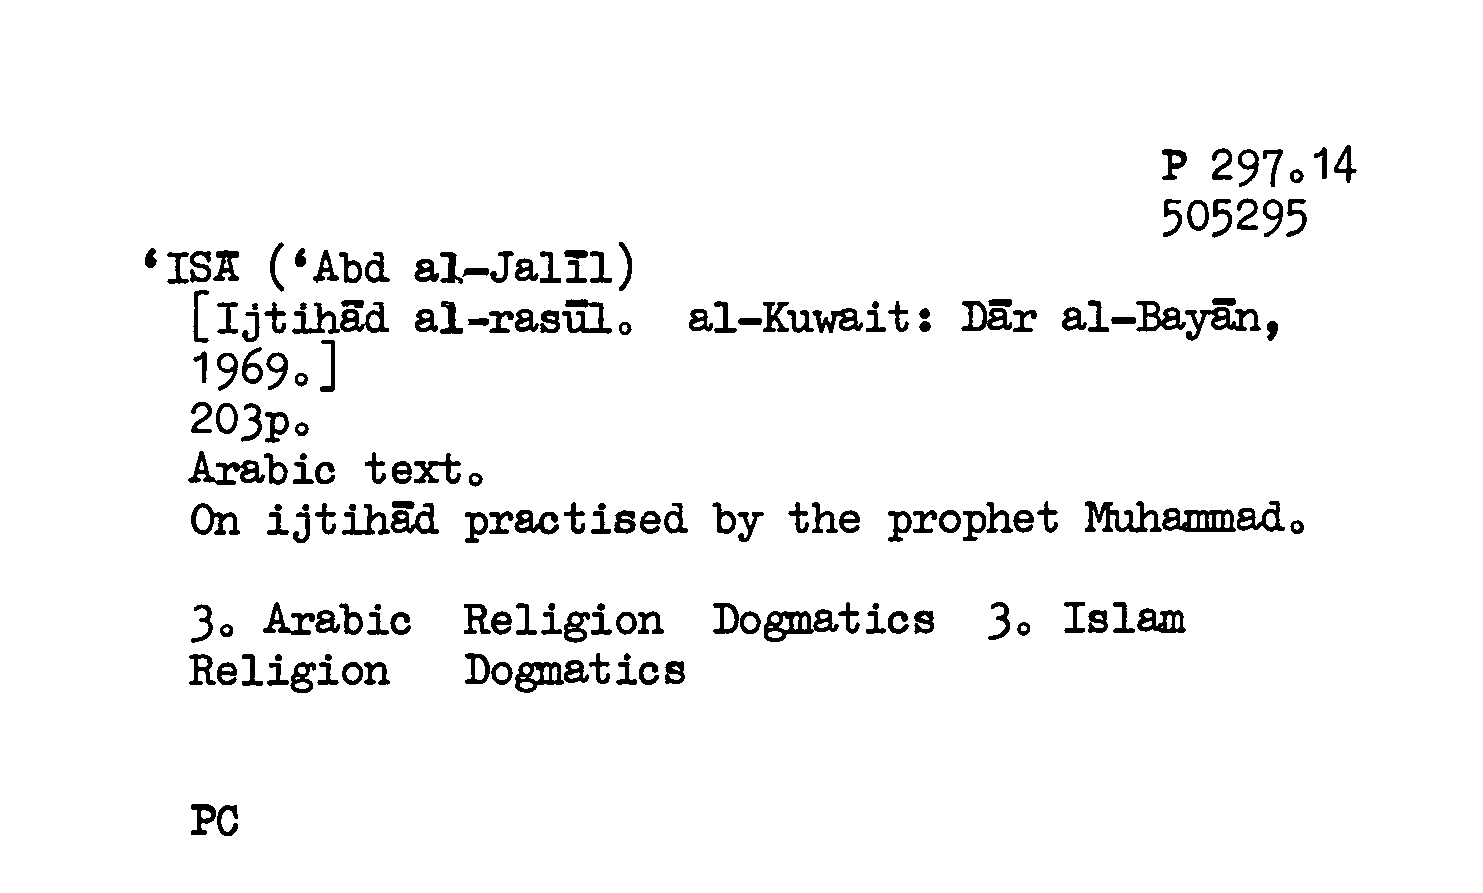 P 297.14
505295
‘ISĀ (‘Abd al-Jalīl)
[Ijtihād al-rasūl. al-Kuwait: Dār al-Bayān,
1969.]
203p.
Arabic text.
On ijtihād practised by the prophet Muhammad.
3. Arabic Religion Dogmatics 3. Islam
Religion Dogmatics
PC